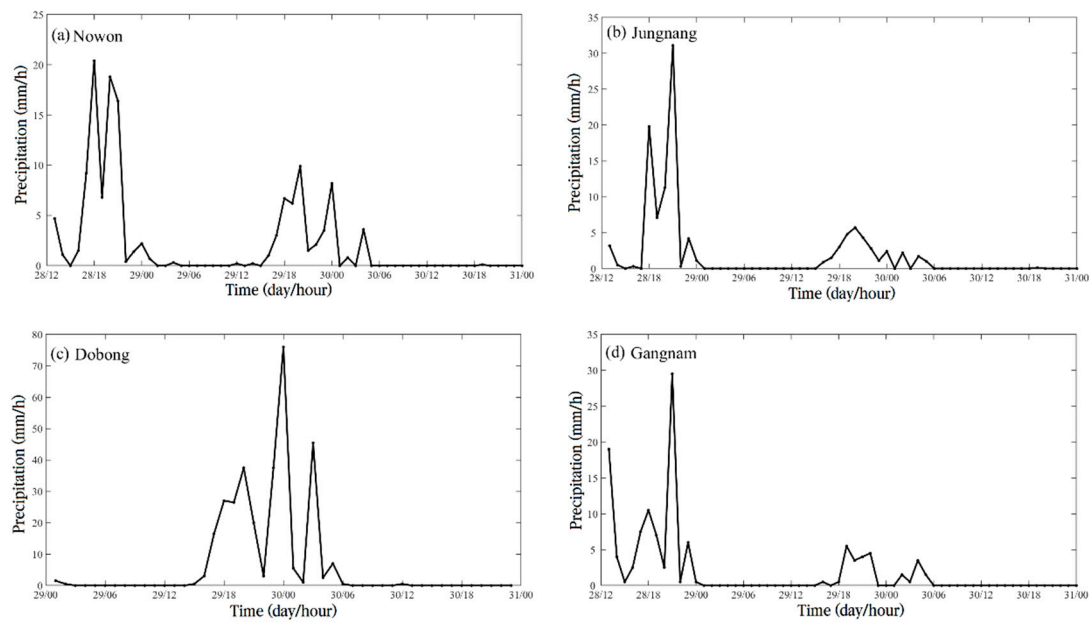 (a) Nowon
Precipitation (mm/h)
25
20
15
10
5
0
28/12 28/18 29/00 29/06 29/12 29/18 30/00 30/06 30/12 30/18 31/00
Time (day/hour)
(b) Jungnang
Precipitation (mm/h)
35
30
25
20
15
10
5
0
28/12 28/18 29/00 29/06 29/12 29/18 30/00 30/06 30/12 30/18 31/00
Time (day/hour)
(c) Dobong
Precipitation (mm/h)
80
70
60
50
40
30
20
10
0
29/00 29/06 29/12 29/18 30/00 30/06 30/12 30/18 31/00
Time (day/hour)
(d) Gangnam
Precipitation (mm/h)
35
30
25
20
15
10
5
0
28/12 28/18 29/00 29/06 29/12 29/18 30/00 30/06 30/12 30/18 31/00
Time (day/hour)